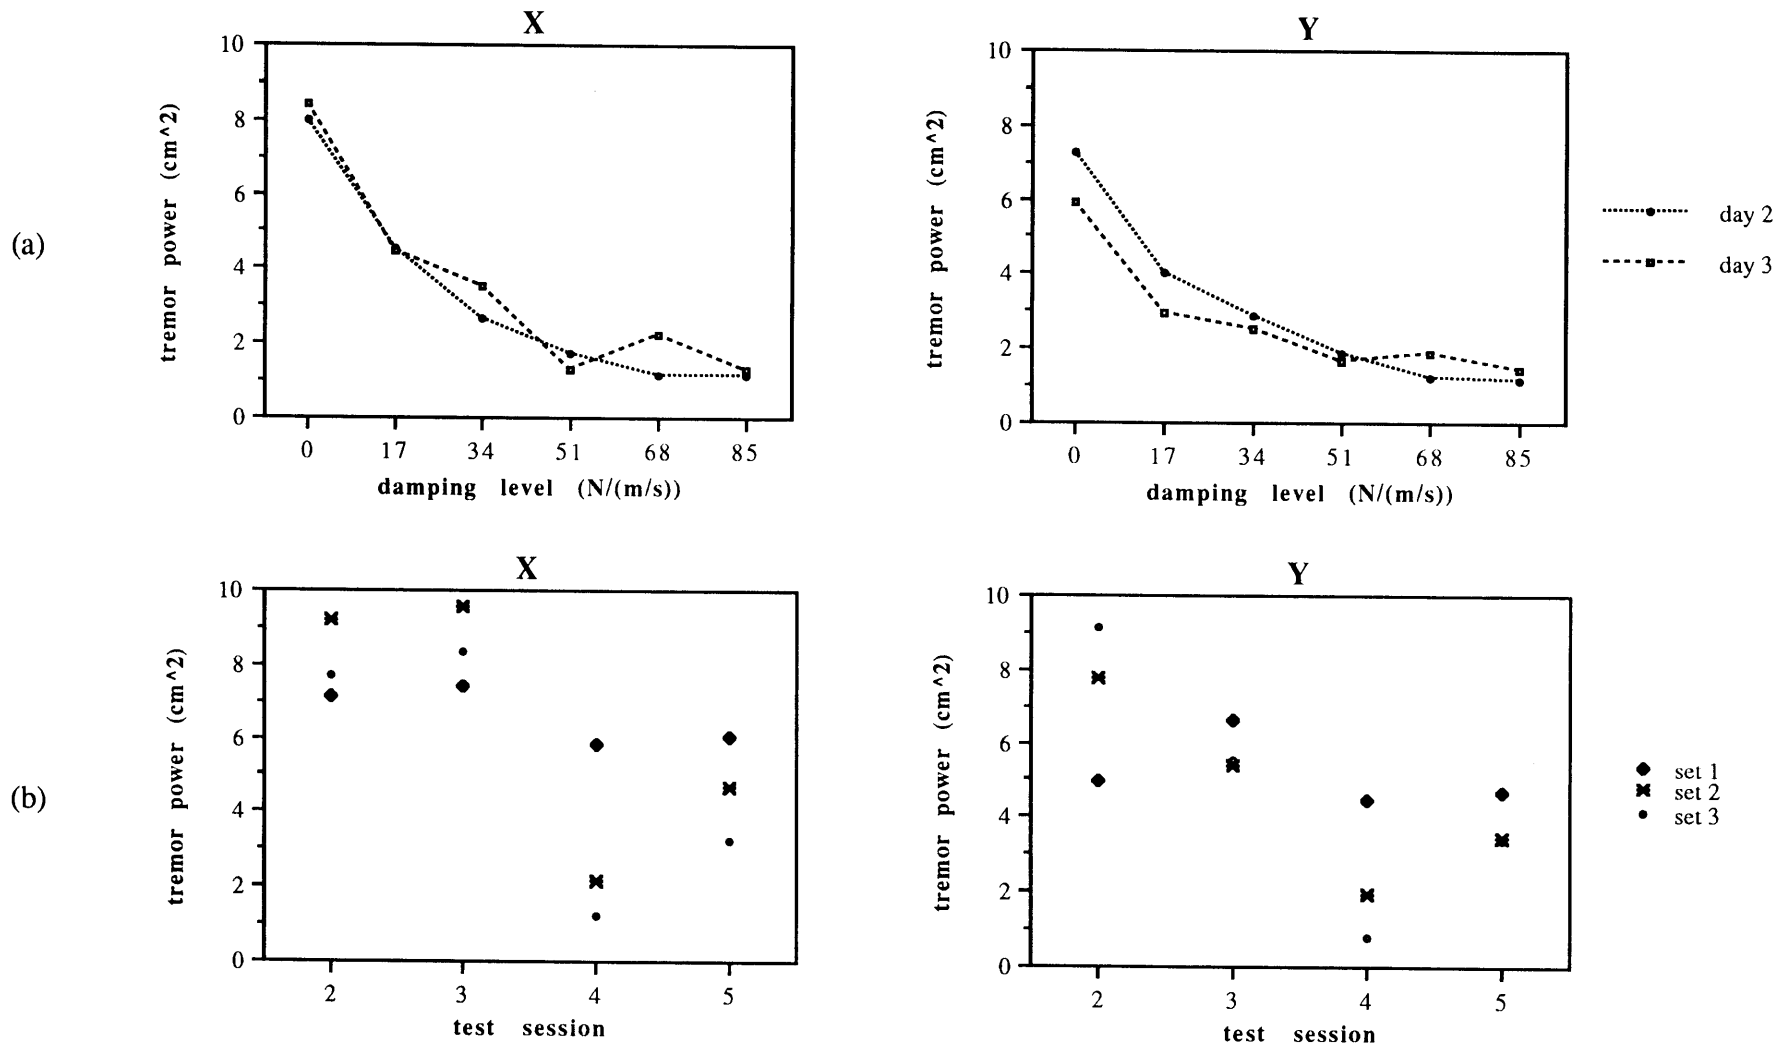 X
10
8
6
4
2
0
tremor power (cm^2)
0 17 34 51 68 85
damping level (N/(m/s))
(a)
Y
10
8
6
4
2
0
tremor power (cm^2)
0 17 34 51 68 85
damping level (N/(m/s))
day 2
day 3
X
10
8
6
4
2
0
tremor power (cm^2)
2 3 4 5
test session
(b)
Y
10
8
6
4
2
0
tremor power (cm^2)
2 3 4 5
test session
set 1
set 2
set 3